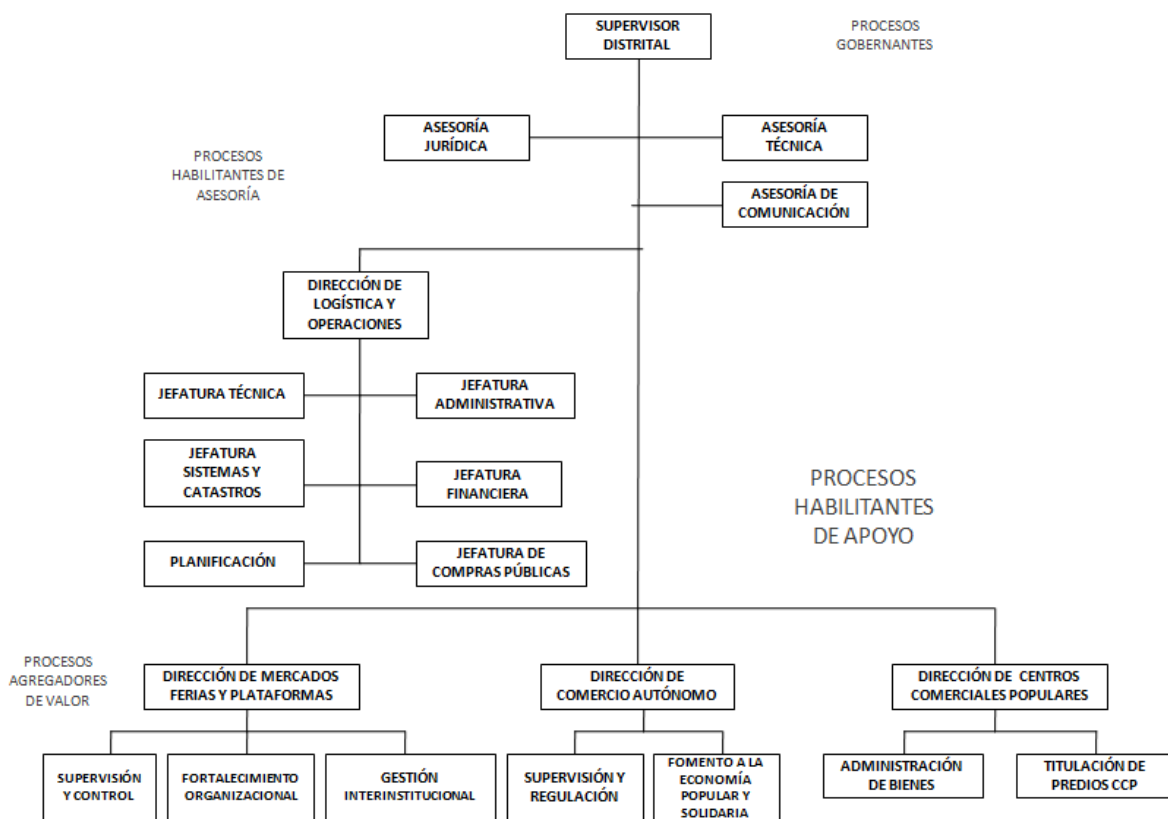 SUPERVISOR
DISTRITAL
PROCESOS
GOBERNANTES
ASESORÍA
JURÍDICA
ASESORÍA
TÉCNICA
PROCESOS
HABILITANTES DE
ASESORÍA
ASESORÍA DE
COMUNICACIÓN
DIRECCIÓN DE
LOGÍSTICA Y
OPERACIONES
JEFATURA TÉCNICA
JEFATURA
ADMINISTRATIVA
JEFATURA
SISTEMAS Y
CATASTROS
JEFATURA
FINANCIERA
PROCESOS
HABILITANTES
DE APOYO
PLANIFICACIÓN
JEFATURA DE
COMPRAS PÚBLICAS
PROCESOS
AGREGADORES
DE VALOR
DIRECCIÓN DE MERCADOS
FERIAS Y PLATAFORMAS
DIRECCIÓN DE
COMERCIO AUTÓNOMO
DIRECCIÓN DE CENTROS
COMERCIALES POPULARES
SUPERVISIÓN
Y CONTROL
FORTALECIMIENTO
ORGANIZACIONAL
GESTIÓN
INTERINSTITUCIONAL
SUPERVISIÓN Y
REGULACIÓN
FOMENTO A LA
ECONOMÍA
POPULAR Y
SOLIDARIA
ADMINISTRACIÓN
DE BIENES
TITULACIÓN DE
PREDIOS CCP